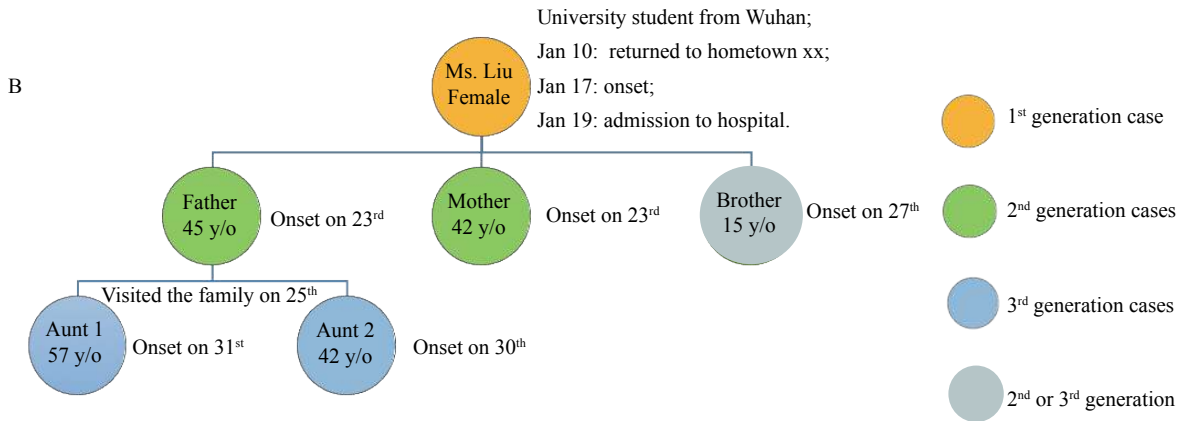 University student from Wuhan;
Jan 10: returned to hometown xx;
Jan 17: onset;
Jan 19: admission to hospital.
B
Ms. Liu
Female
1st generation case
Father
45 y/o
Onset on 23rd
Mother
42 y/o
Onset on 23rd
Brother
15 y/o
Onset on 27th
2nd generation cases
Visited the family on 25th
Aunt 1
57 y/o
Onset on 31st
Aunt 2
42 y/o
Onset on 30th
3rd generation cases
2nd or 3rd generation